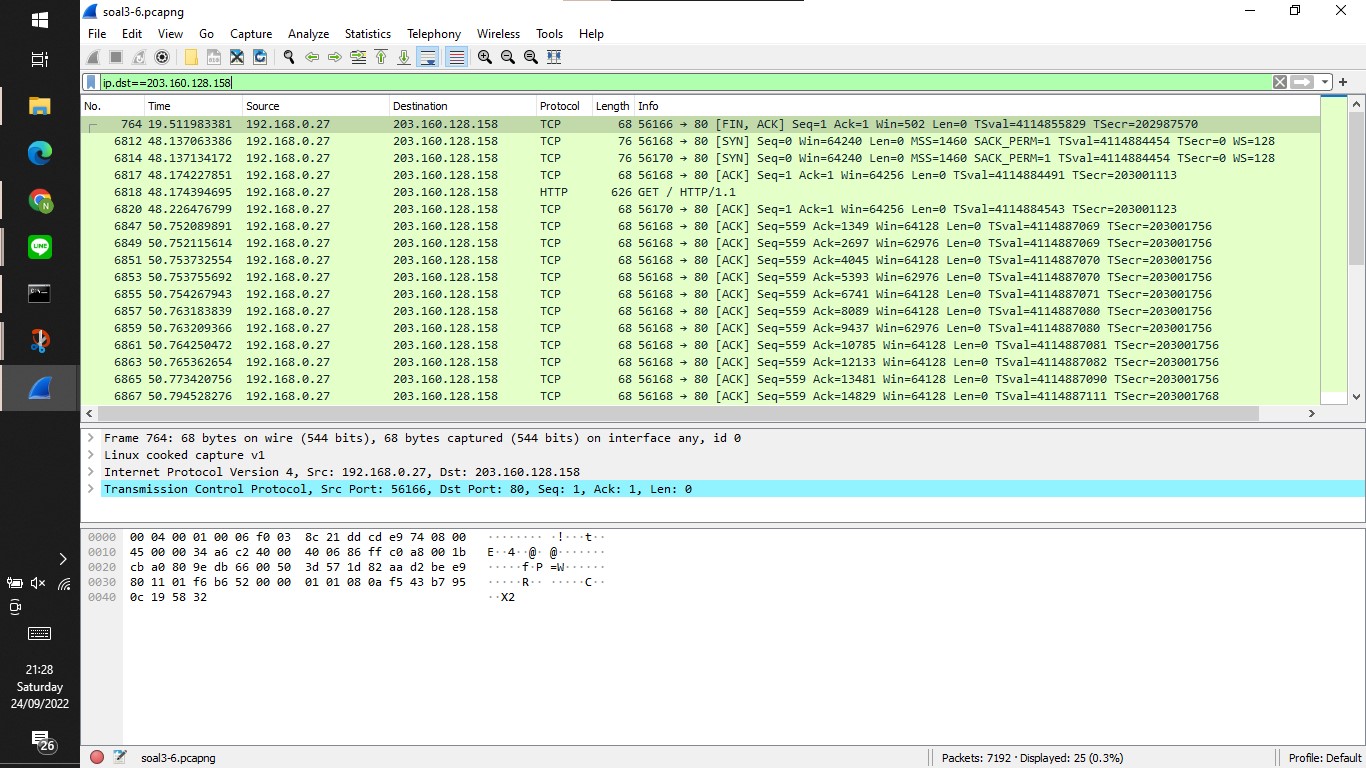 soal3-6.pcapng
File Edit View Go Capture Analyze Statistics Telephony Wireless Tools Help
ip.dst==203.160.128.158
No. Time Source Destination Protocol Length Info
764 19.511983381 192.168.0.27 203.160.128.158 TCP 68 56166 → 80 [FIN, ACK] Seq=1 Ack=1 Win=502 Len=0 TSval=4114855829 TSecr=202987570
6812 48.137063386 192.168.0.27 203.160.128.158 TCP 76 56168 → 80 [SYN] Seq=0 Win=64240 Len=0 MSS=1460 SACK_PERM=1 TSval=4114884454 TSecr=0 WS=128
6814 48.137134172 192.168.0.27 203.160.128.158 TCP 76 56170 → 80 [SYN] Seq=0 Win=64240 Len=0 MSS=1460 SACK_PERM=1 TSval=4114884454 TSecr=0 WS=128
6817 48.174227851 192.168.0.27 203.160.128.158 TCP 68 56168 → 80 [ACK] Seq=1 Ack=1 Win=64256 Len=0 TSval=4114884491 TSecr=203001113
6818 48.174394695 192.168.0.27 203.160.128.158 HTTP 626 GET / HTTP/1.1
6820 48.226476799 192.168.0.27 203.160.128.158 TCP 68 56170 → 80 [ACK] Seq=1 Ack=1 Win=64256 Len=0 TSval=4114884543 TSecr=203001123
6847 50.752089891 192.168.0.27 203.160.128.158 TCP 68 56168 → 80 [ACK] Seq=559 Ack=1349 Win=64128 Len=0 TSval=4114887069 TSecr=203001756
6849 50.752115614 192.168.0.27 203.160.128.158 TCP 68 56168 → 80 [ACK] Seq=559 Ack=2697 Win=62976 Len=0 TSval=4114887069 TSecr=203001756
6851 50.753732554 192.168.0.27 203.160.128.158 TCP 68 56168 → 80 [ACK] Seq=559 Ack=4045 Win=64128 Len=0 TSval=4114887070 TSecr=203001756
6853 50.753755692 192.168.0.27 203.160.128.158 TCP 68 56168 → 80 [ACK] Seq=559 Ack=5393 Win=62976 Len=0 TSval=4114887070 TSecr=203001756
6855 50.754267943 192.168.0.27 203.160.128.158 TCP 68 56168 → 80 [ACK] Seq=559 Ack=6741 Win=64128 Len=0 TSval=4114887071 TSecr=203001756
6857 50.763183839 192.168.0.27 203.160.128.158 TCP 68 56168 → 80 [ACK] Seq=559 Ack=8089 Win=64128 Len=0 TSval=4114887080 TSecr=203001756
6859 50.763209366 192.168.0.27 203.160.128.158 TCP 68 56168 → 80 [ACK] Seq=559 Ack=9437 Win=62976 Len=0 TSval=4114887080 TSecr=203001756
6861 50.764250472 192.168.0.27 203.160.128.158 TCP 68 56168 → 80 [ACK] Seq=559 Ack=10785 Win=64128 Len=0 TSval=4114887081 TSecr=203001756
6863 50.765362654 192.168.0.27 203.160.128.158 TCP 68 56168 → 80 [ACK] Seq=559 Ack=12133 Win=64128 Len=0 TSval=4114887082 TSecr=203001756
6865 50.773420756 192.168.0.27 203.160.128.158 TCP 68 56168 → 80 [ACK] Seq=559 Ack=13481 Win=64128 Len=0 TSval=4114887090 TSecr=203001756
6867 50.794528276 192.168.0.27 203.160.128.158 TCP 68 56168 → 80 [ACK] Seq=559 Ack=14829 Win=64128 Len=0 TSval=4114887111 TSecr=203001768
Frame 764: 68 bytes on wire (544 bits), 68 bytes captured (544 bits) on interface any, id 0
Linux cooked capture v1
Internet Protocol Version 4, Src: 192.168.0.27, Dst: 203.160.128.158
Transmission Control Protocol, Src Port: 56166, Dst Port: 80, Seq: 1, Ack: 1, Len: 0
0000 00 04 00 01 00 06 f0 03 8c 21 dd cd e9 74 08 00 ········ ·!···t··
0010 45 00 00 34 a6 c2 40 00 40 06 86 ff c0 a8 00 1b E··4··@· @·······
0020 cb a0 80 9e db 66 00 50 3d 57 1d 82 aa d2 be e9 ·····f·P =W······
0030 80 11 01 f6 b6 52 00 00 01 01 08 0a f5 43 b7 95 ·····R·· ·····C··
0040 0c 19 58 32 ··X2
LINE
N
21:28
Saturday
24/09/2022
26
soal3-6.pcapng
Packets: 7192 · Displayed: 25 (0.3%)
Profile: Default